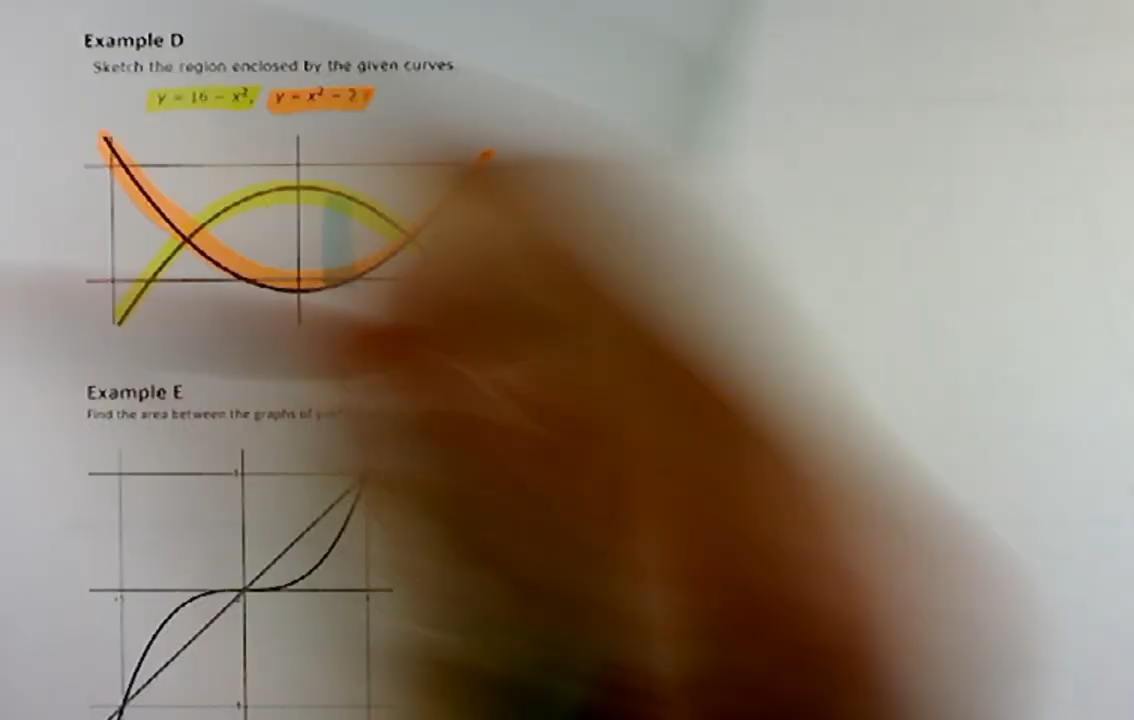 Example D
Sketch the region enclosed by the given curves.
y = 16 − x², y = x² − 2
Example E
Find the area between the graphs of